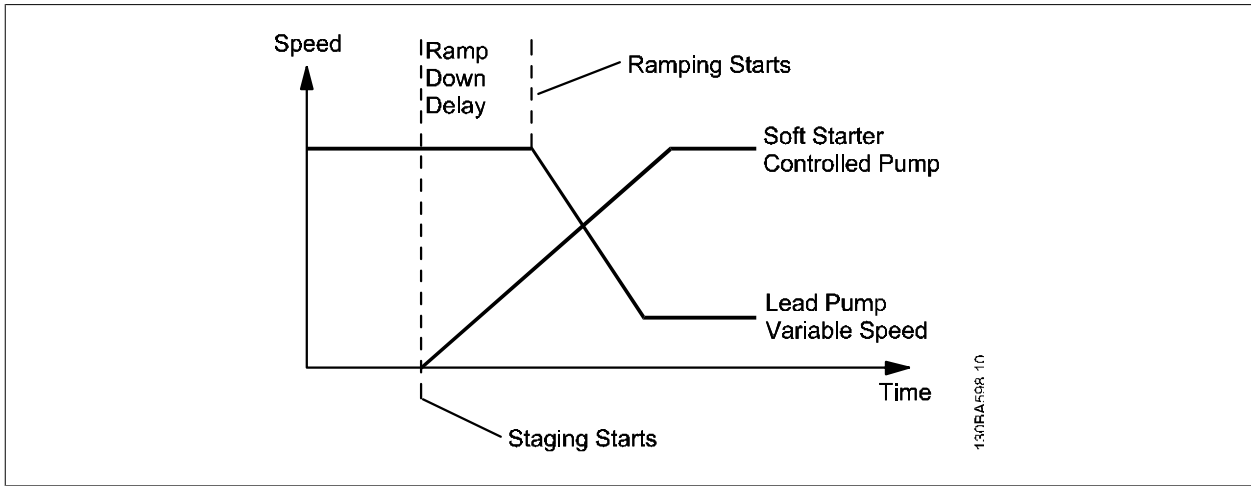 Speed
Ramp
Down
Delay
Ramping Starts
Soft Starter
Controlled Pump
Lead Pump
Variable Speed
Time
Staging Starts
130BA598.10